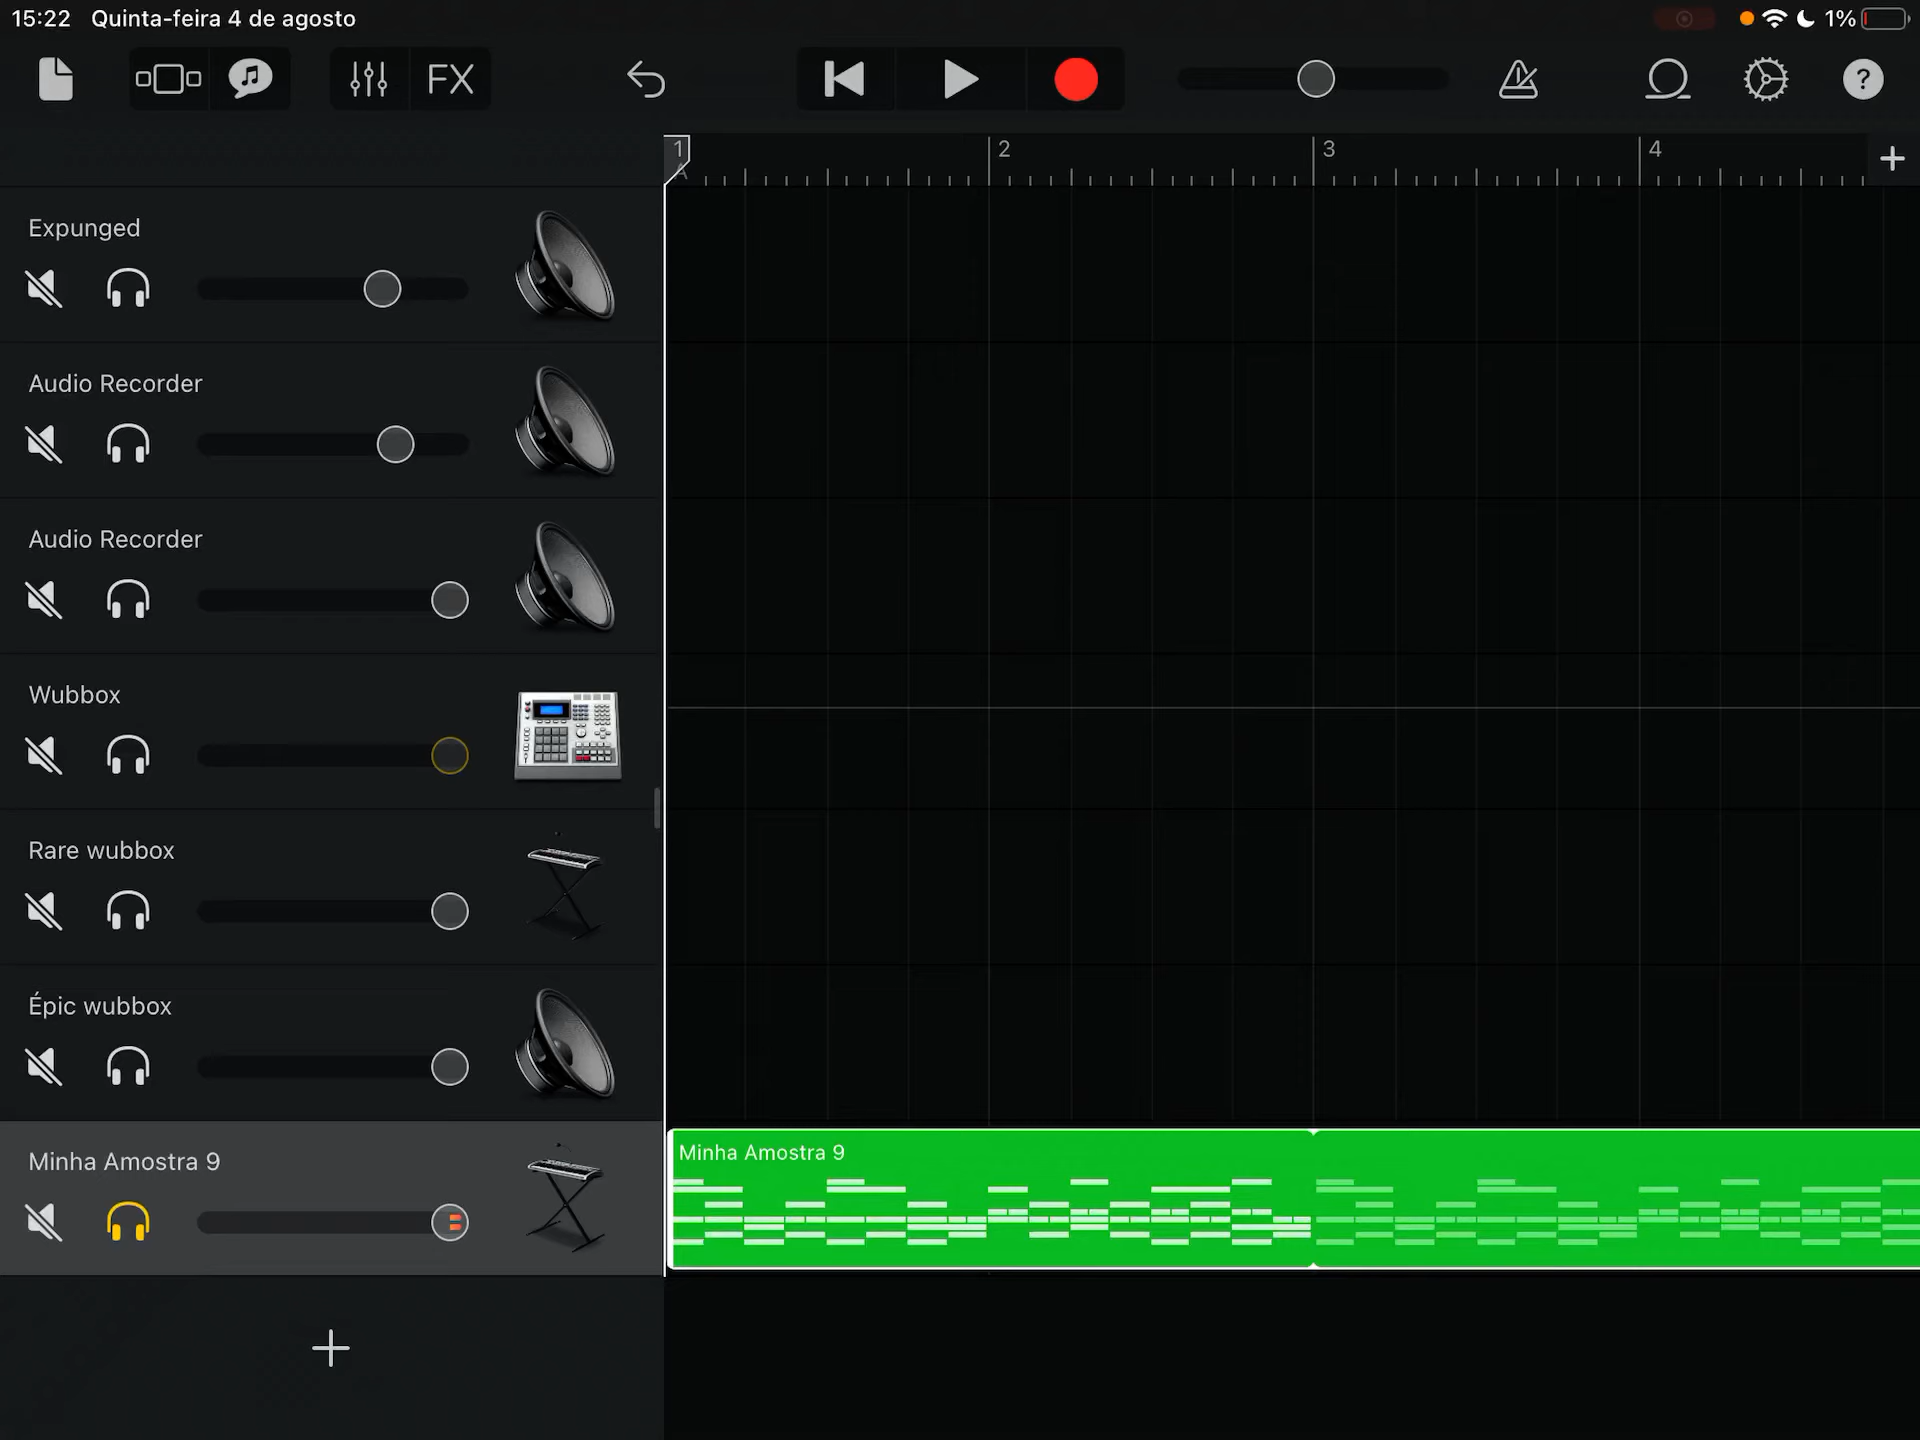 15:22 Quinta-feira 4 de agosto 1%
FX ?
1 2 3 4
A
Expunged
Audio Recorder
Audio Recorder
Wubbox
Rare wubbox
Épic wubbox
Minha Amostra 9
Minha Amostra 9